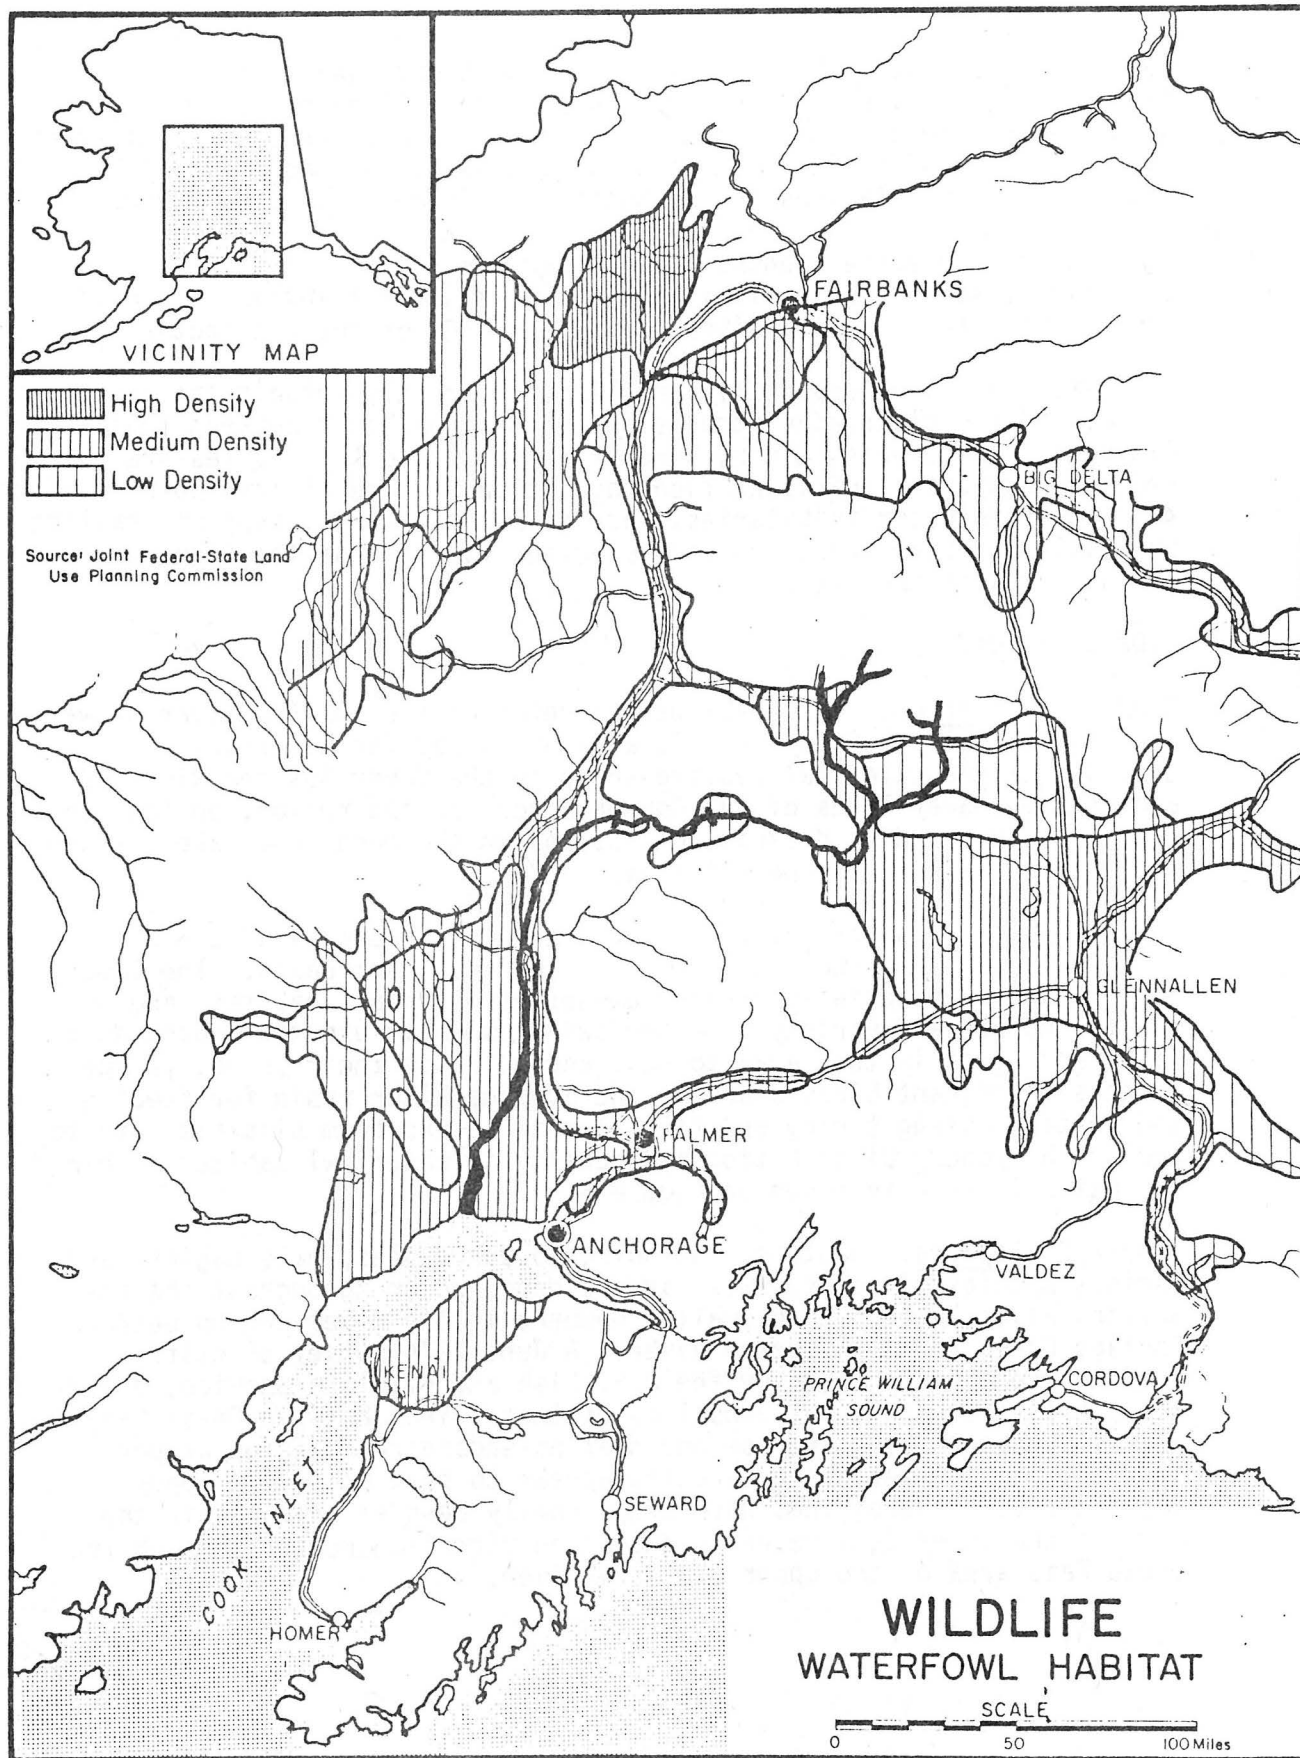 VICINITY MAP
High Density
Medium Density
Low Density
Source: Joint Federal-State Land
Use Planning Commission
FAIRBANKS
BIG DELTA
GLENNALLEN
PALMER
ANCHORAGE
VALDEZ
KENAI
PRINCE WILLIAM
SOUND
CORDOVA
COOK INLET
SEWARD
HOMER
WILDLIFE
WATERFOWL HABITAT
SCALE
0 50 100 Miles